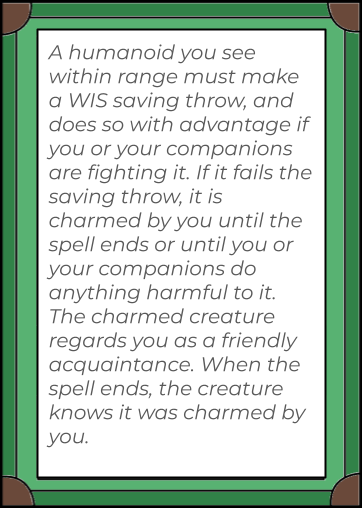 A humanoid you see
within range must make
a WIS saving throw, and
does so with advantage if
you or your companions
are fighting it. If it fails the
saving throw, it is
charmed by you until the
spell ends or until you or
your companions do
anything harmful to it.
The charmed creature
regards you as a friendly
acquaintance. When the
spell ends, the creature
knows it was charmed by
you.